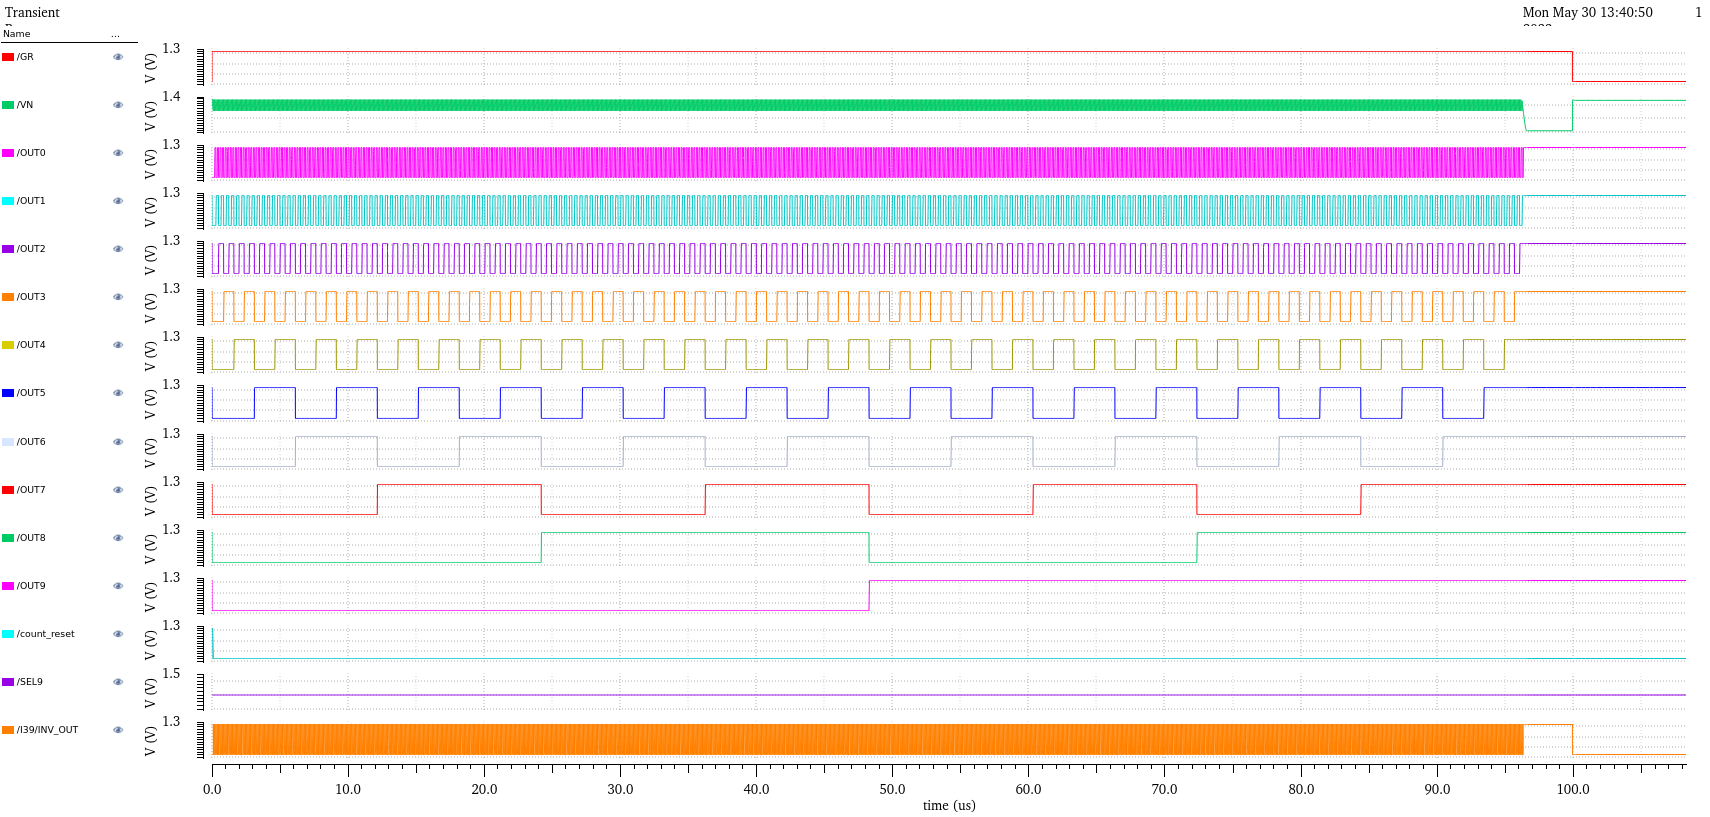 Transient
Mon May 30 13:40:50 1
Name ...
/GR 1.3 V (V)
/VN 1.4 V (V)
/OUT0 1.3 V (V)
/OUT1 1.3 V (V)
/OUT2 1.3 V (V)
/OUT3 1.3 V (V)
/OUT4 1.3 V (V)
/OUT5 1.3 V (V)
/OUT6 1.3 V (V)
/OUT7 1.3 V (V)
/OUT8 1.3 V (V)
/OUT9 1.3 V (V)
/count_reset 1.3 V (V)
/SEL9 1.5 V (V)
/I39/INV_OUT 1.3 V (V)
0.0 10.0 20.0 30.0 40.0 50.0 60.0 70.0 80.0 90.0 100.0
time (us)